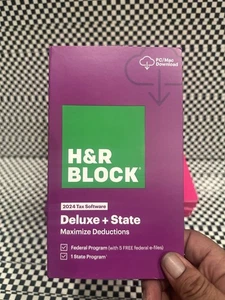 PC/Mac
Download
H&R
BLOCK®
2024 Tax Software
Deluxe + State
Maximize Deductions
Federal Program (with 5 FREE federal e-files)
1 State Program¹